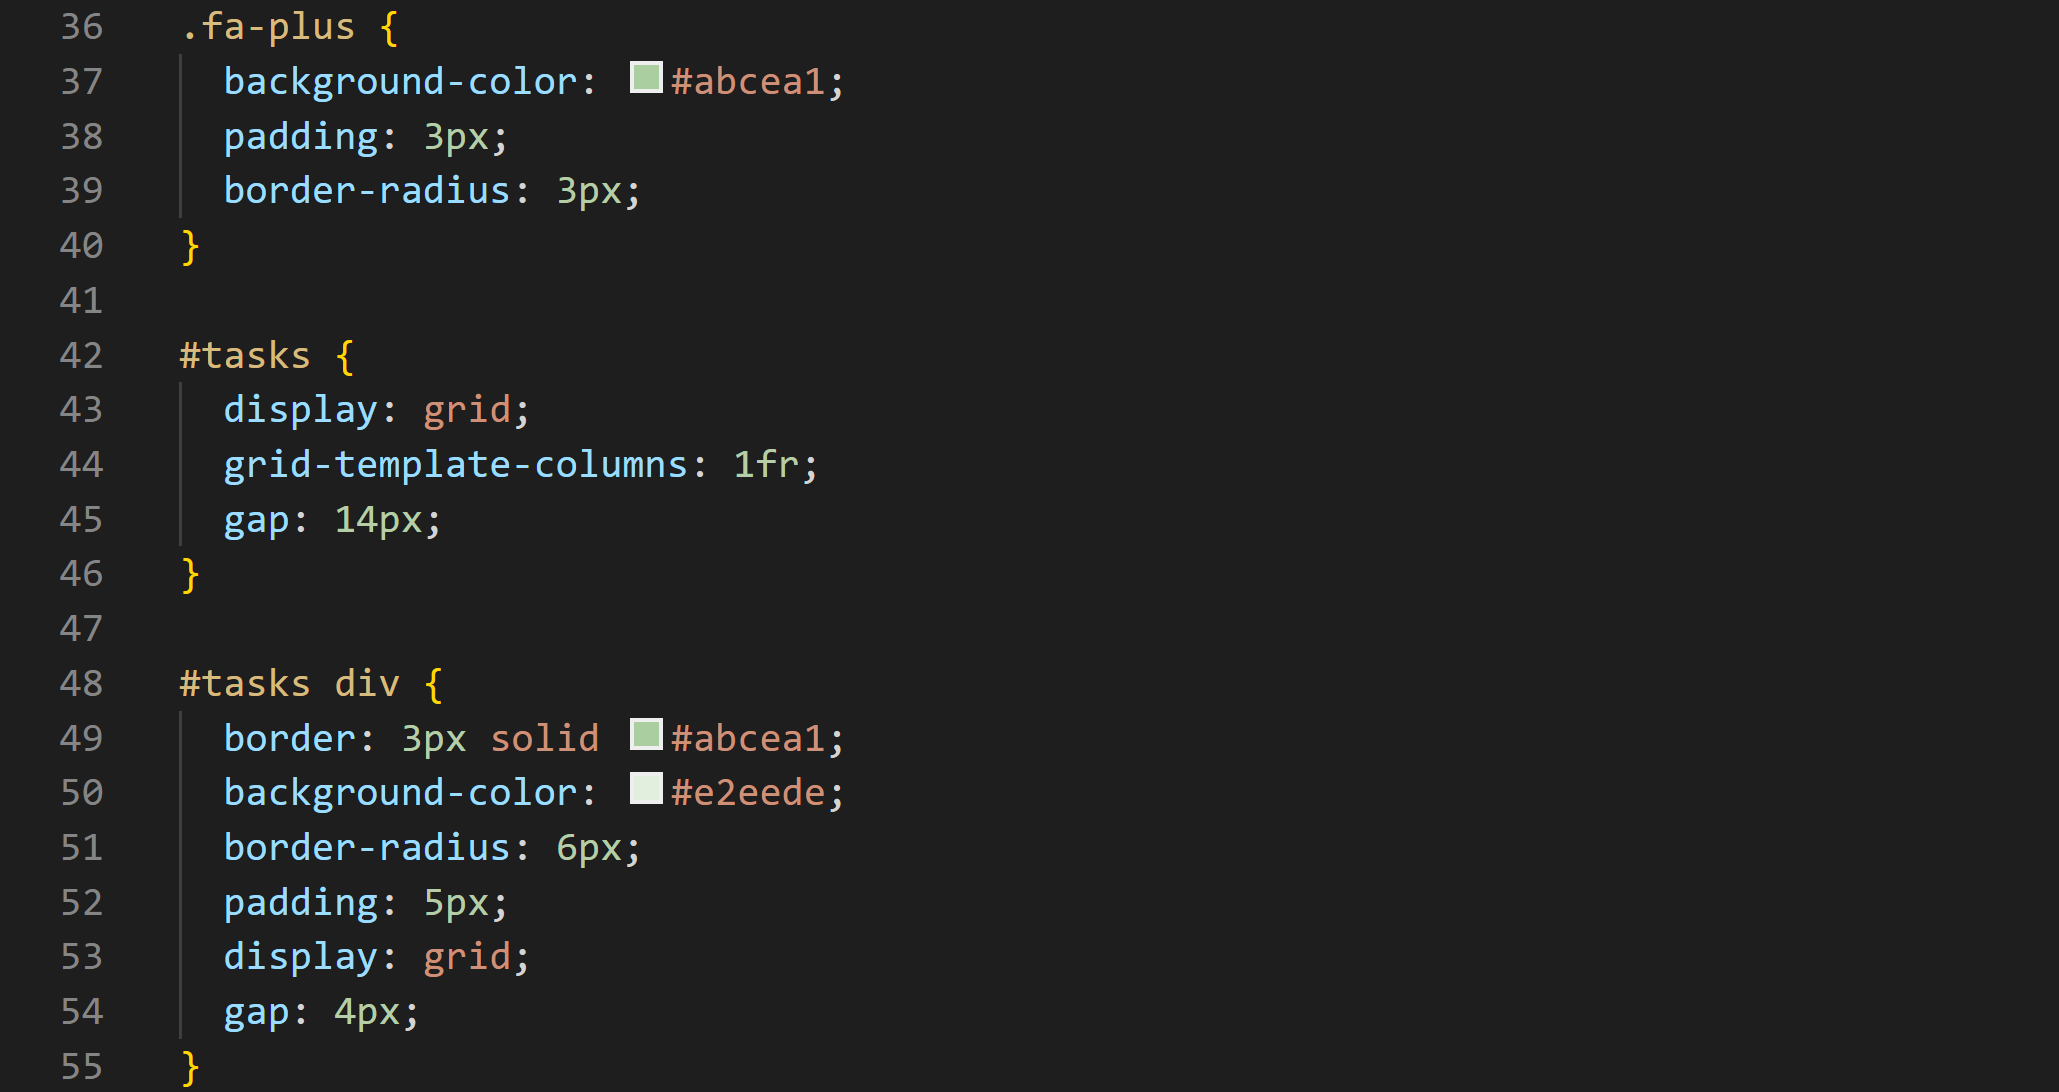 36 .fa-plus {
37 background-color: #abcea1;
38 padding: 3px;
39 border-radius: 3px;
40 }
41
42 #tasks {
43 display: grid;
44 grid-template-columns: 1fr;
45 gap: 14px;
46 }
47
48 #tasks div {
49 border: 3px solid #abcea1;
50 background-color: #e2eede;
51 border-radius: 6px;
52 padding: 5px;
53 display: grid;
54 gap: 4px;
55 }